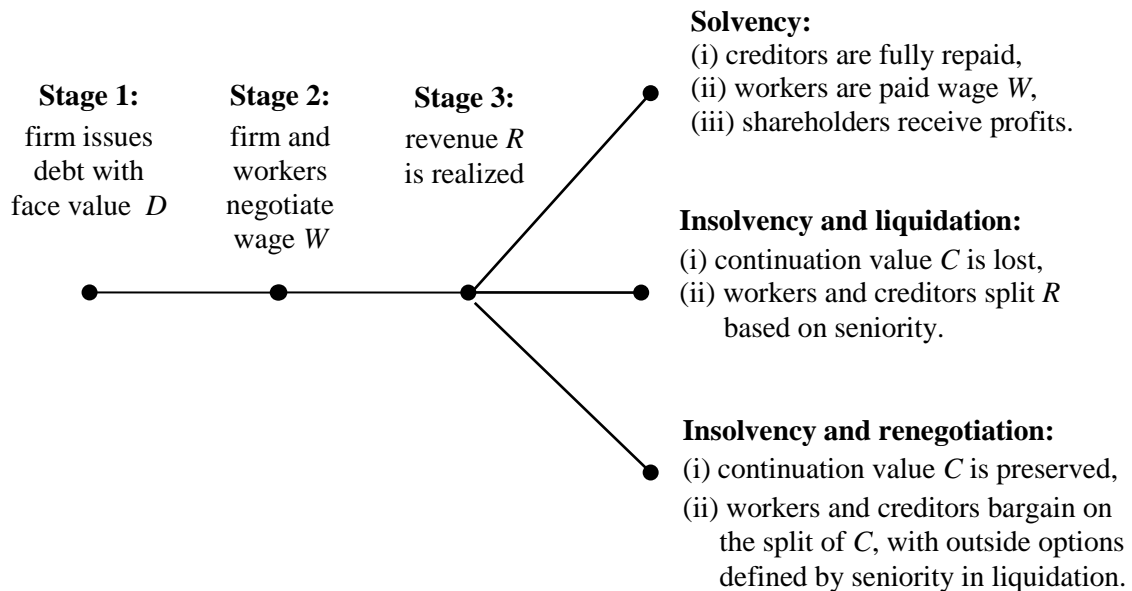 Stage 1:
firm issues
debt with
face value D
Stage 2:
firm and
workers
negotiate
wage W
Stage 3:
revenue R
is realized
Solvency:
(i) creditors are fully repaid,
(ii) workers are paid wage W,
(iii) shareholders receive profits.
Insolvency and liquidation:
(i) continuation value C is lost,
(ii) workers and creditors split R
based on seniority.
Insolvency and renegotiation:
(i) continuation value C is preserved,
(ii) workers and creditors bargain on
the split of C, with outside options
defined by seniority in liquidation.